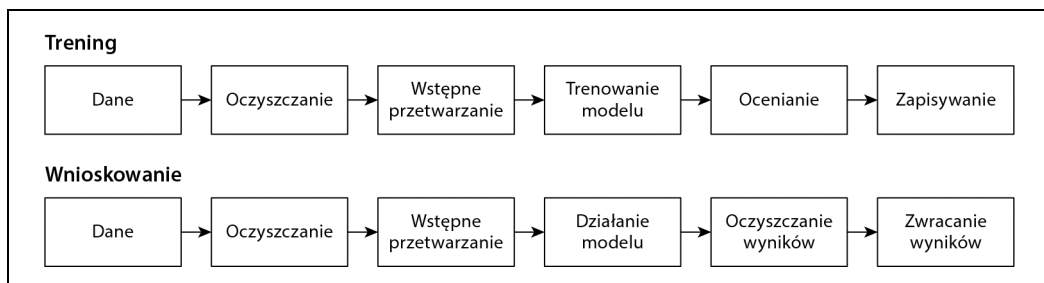 Trening
Dane
Oczyszczanie
Wstępne
przetwarzanie
Trenowanie
modelu
Ocenianie
Zapisywanie
Wnioskowanie
Dane
Oczyszczanie
Wstępne
przetwarzanie
Działanie
modelu
Oczyszczanie
wyników
Zwracanie
wyników